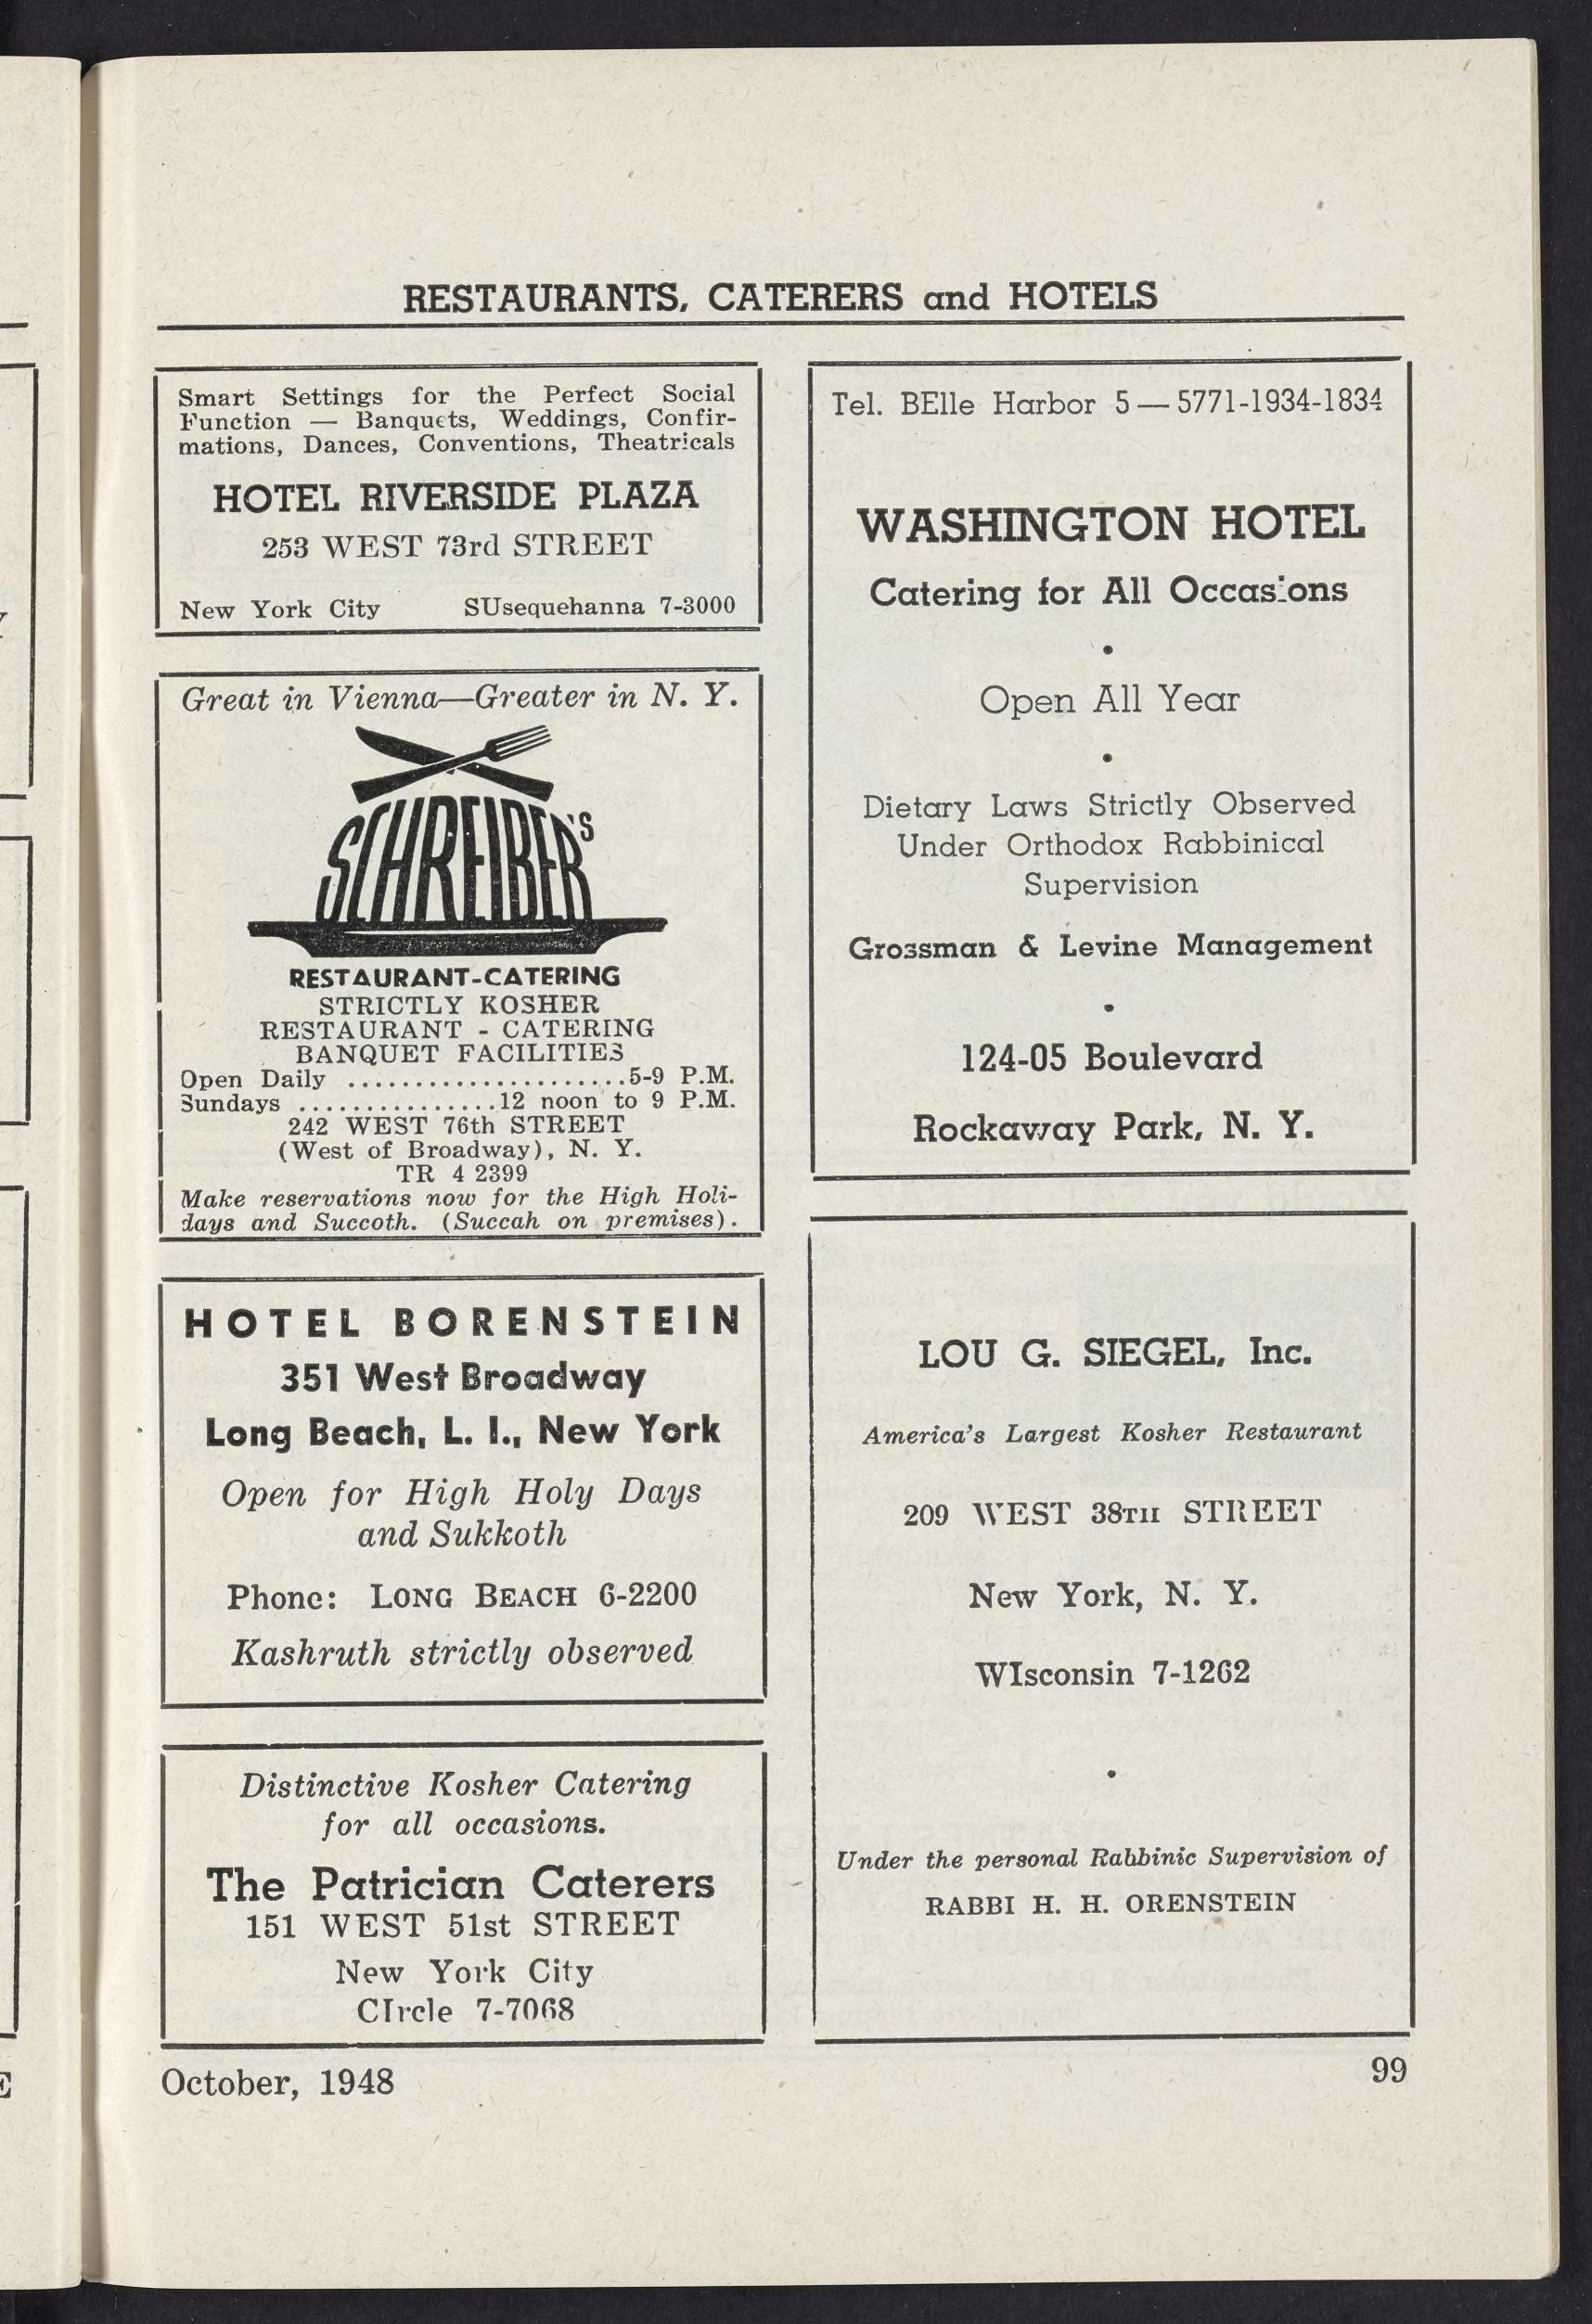 RESTAURANTS, CATERERS and HOTELS
Smart Settings for the Perfect Social
Function — Banquets, Weddings, Confir-
mations, Dances, Conventions, Theatricals
HOTEL RIVERSIDE PLAZA
253 WEST 73rd STREET
New York City SUsequehanna 7-3000
Great in Vienna—Greater in N. Y.
SCHREIBER'S
RESTAURANT-CATERING
STRICTLY KOSHER
RESTAURANT - CATERING
BANQUET FACILITIES
Open Daily .....................5-9 P.M.
Sundays ...............12 noon to 9 P.M.
242 WEST 76th STREET
(West of Broadway), N. Y.
TR 4 2399
Make reservations now for the High Holi-
days and Succoth. (Succah on premises).
HOTEL BORENSTEIN
351 West Broadway
Long Beach, L. I., New York
Open for High Holy Days
and Sukkoth
Phone: LONG BEACH 6-2200
Kashruth strictly observed
Distinctive Kosher Catering
for all occasions.
The Patrician Caterers
151 WEST 51st STREET
New York City
CIrcle 7-7068
Tel. BElle Harbor 5 — 5771-1934-1834
WASHINGTON HOTEL
Catering for All Occasions
•
Open All Year
•
Dietary Laws Strictly Observed
Under Orthodox Rabbinical
Supervision
Grossman & Levine Management
•
124-05 Boulevard
Rockaway Park, N. Y.
LOU G. SIEGEL, Inc.
America's Largest Kosher Restaurant
209 WEST 38TH STREET
New York, N. Y.
WIsconsin 7-1262
•
Under the personal Rabbinic Supervision of
RABBI H. H. ORENSTEIN
October, 1948
99